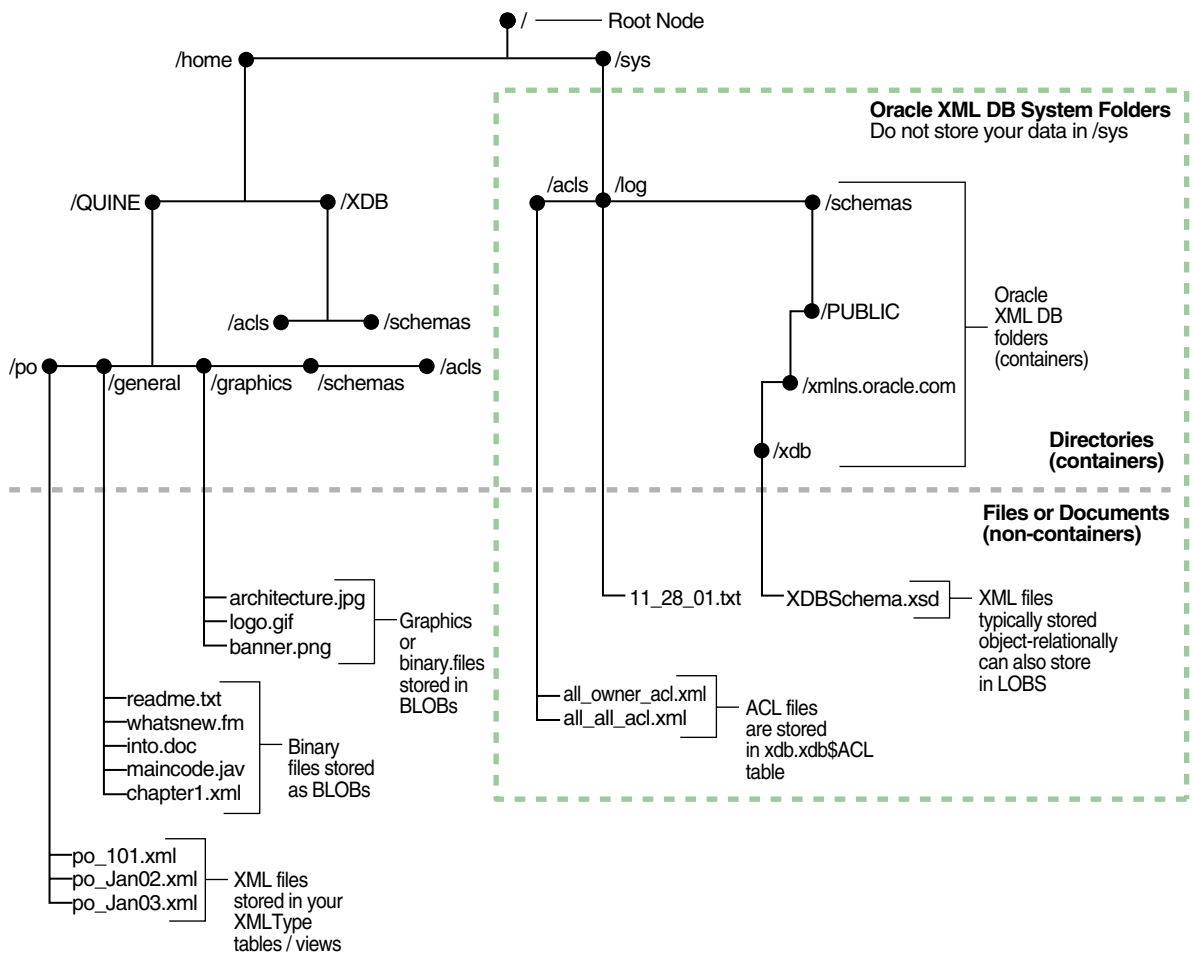 /
Root Node
/home
/sys
Oracle XML DB System Folders
Do not store your data in /sys
/QUINE
/XDB
/acls
/log
/schemas
/acls
/schemas
/PUBLIC
Oracle
XML DB
folders
(containers)
/po
/general
/graphics
/schemas
/acls
/xmlns.oracle.com
/xdb
Directories
(containers)
Files or Documents
(non-containers)
architecture.jpg
logo.gif
banner.png
Graphics
or
binary.files
stored in
BLOBs
11_28_01.txt
XDBSchema.xsd
XML files
typically stored
object-relationally
can also store
in LOBS
readme.txt
whatsnew.fm
into.doc
maincode.jav
chapter1.xml
Binary
files stored
as BLOBs
all_owner_acl.xml
all_all_acl.xml
ACL files
are stored
in xdb.xdb$ACL
table
po_101.xml
po_Jan02.xml
po_Jan03.xml
XML files
stored in your
XMLType
tables / views